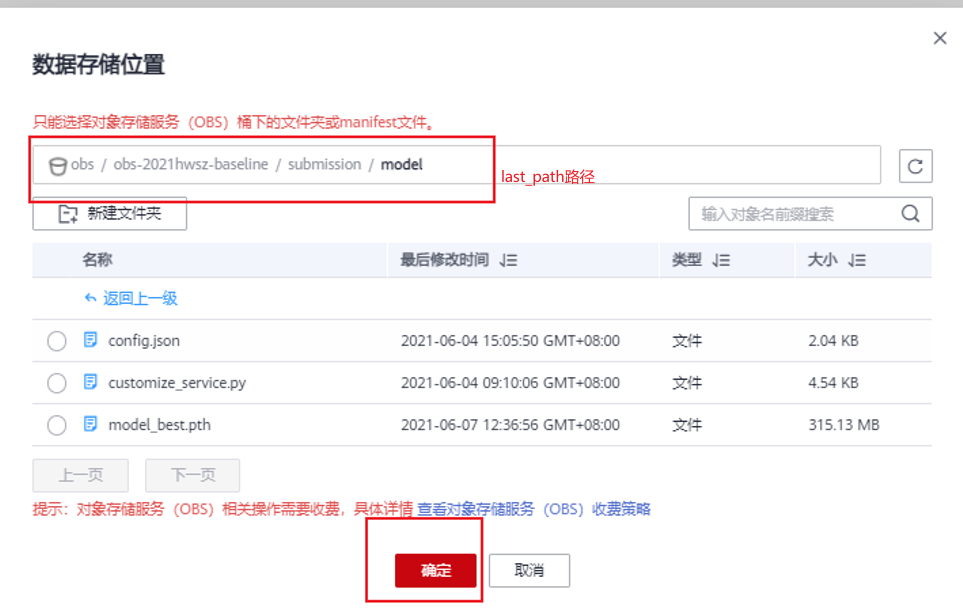 数据存储位置
只能选择对象存储服务（OBS）桶下的文件夹或manifest文件。
obs / obs-2021hwsz-baseline / submission / model
last_path路径
新建文件夹
输入对象名前缀搜索
名称 最后修改时间 类型 大小
返回上一级
config.json 2021-06-04 15:05:50 GMT+08:00 文件 2.04 KB
customize_service.py 2021-06-04 09:10:06 GMT+08:00 文件 4.54 KB
model_best.pth 2021-06-07 12:36:56 GMT+08:00 文件 315.13 MB
上一页 下一页
提示：对象存储服务（OBS）相关操作需要收费，具体详情 查看对象存储服务（OBS）收费策略
确定 取消